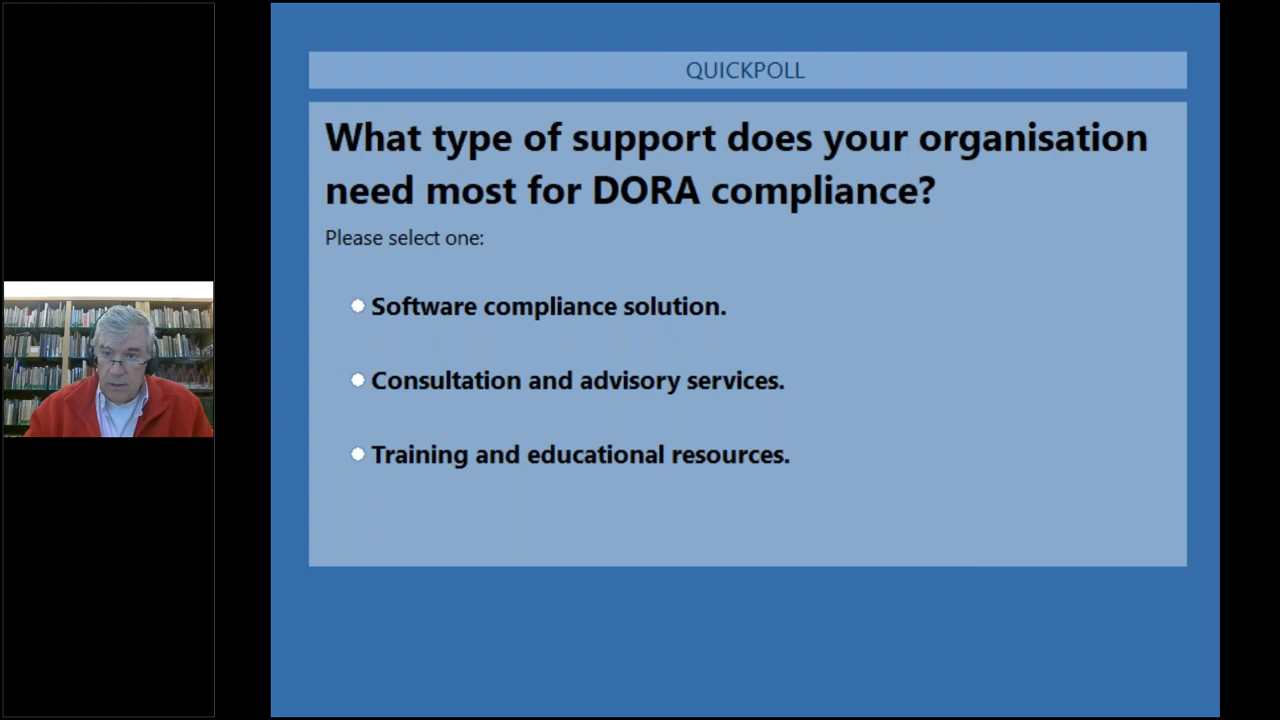 QUICKPOLL
What type of support does your organisation
need most for DORA compliance?
Please select one:
Software compliance solution.
Consultation and advisory services.
Training and educational resources.